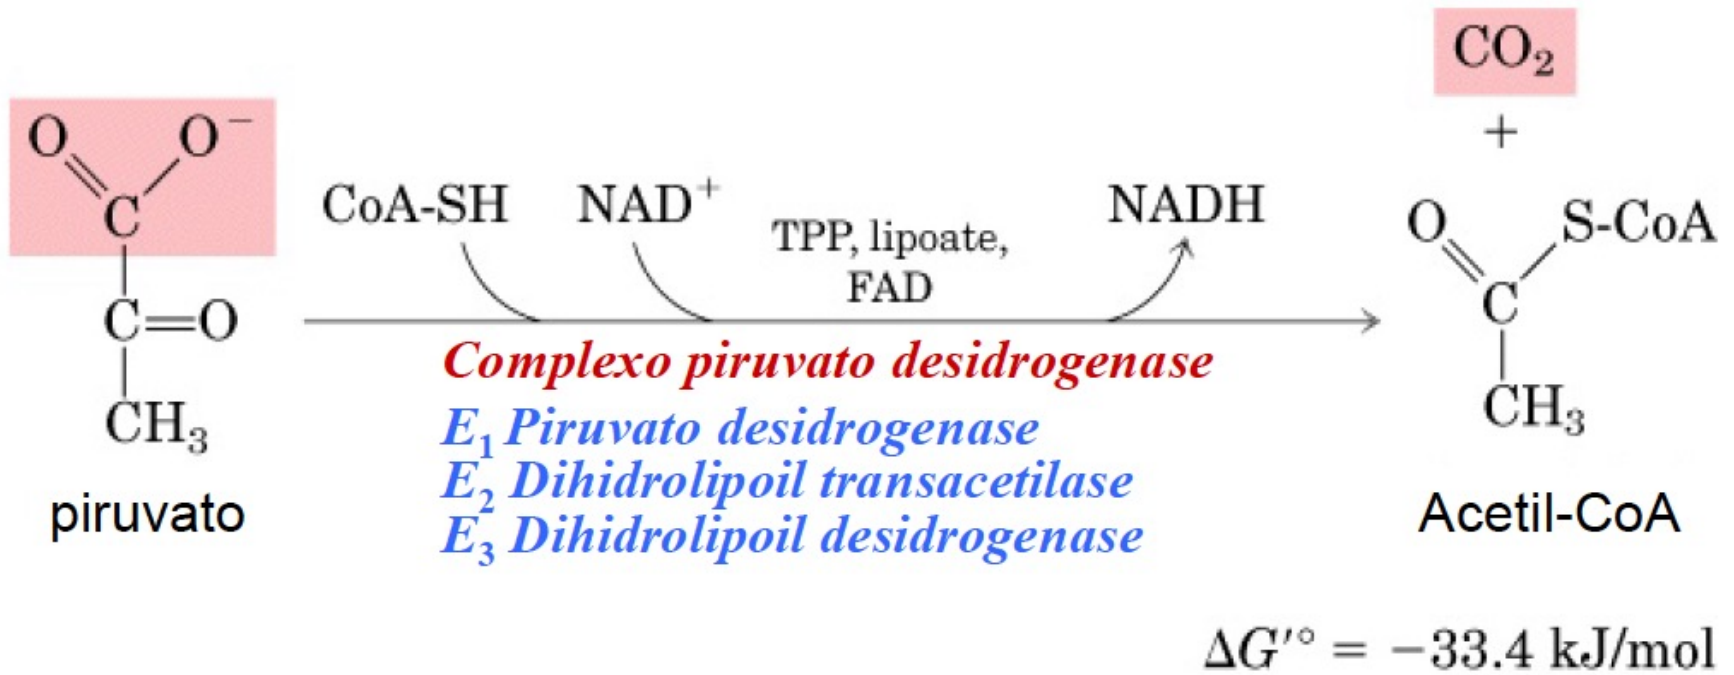 CO₂
+
O O⁻
C
C=O
CH₃
piruvato
CoA-SH NAD⁺ TPP, lipoate, NADH
FAD
Complexo piruvato desidrogenase
E₁ Piruvato desidrogenase
E₂ Dihidrolipoil transacetilase
E₃ Dihidrolipoil desidrogenase
O S-CoA
C
CH₃
Acetil-CoA
ΔG′° = −33.4 kJ/mol